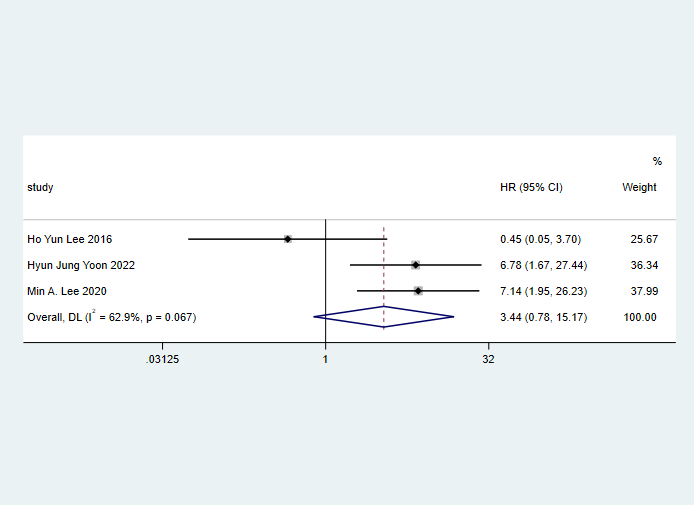 %
study HR (95% CI) Weight
Ho Yun Lee 2016 0.45 (0.05, 3.70) 25.67
Hyun Jung Yoon 2022 6.78 (1.67, 27.44) 36.34
Min A. Lee 2020 7.14 (1.95, 26.23) 37.99
Overall, DL (I² = 62.9%, p = 0.067) 3.44 (0.78, 15.17) 100.00
.03125 1 32